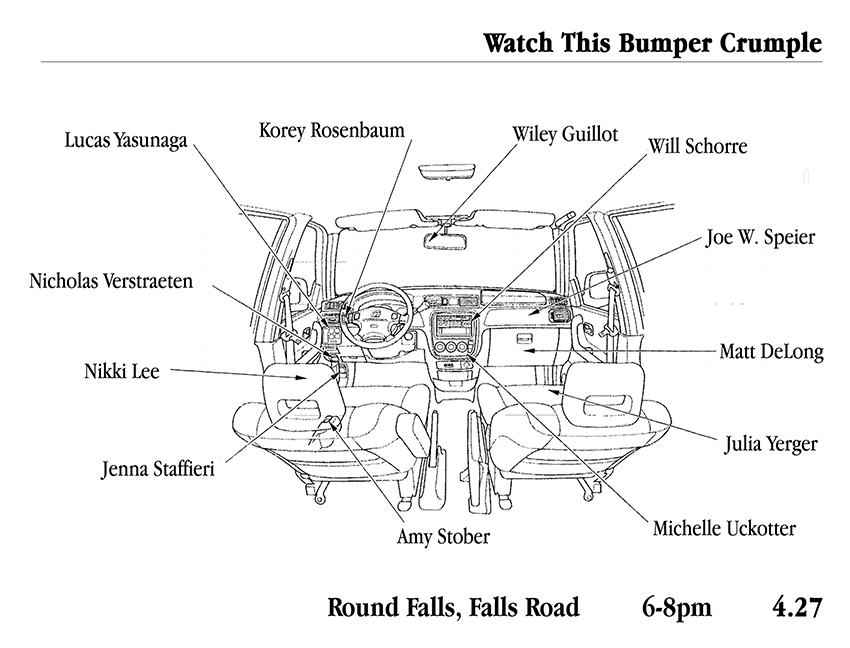 Watch This Bumper Crumple
Korey Rosenbaum
Wiley Guillot
Lucas Yasunaga
Will Schorre
Joe W. Speier
Nicholas Verstraeten
Matt DeLong
Nikki Lee
Julia Yerger
Jenna Staffieri
Michelle Uckotter
Amy Stober
Round Falls, Falls Road 6-8pm 4.27